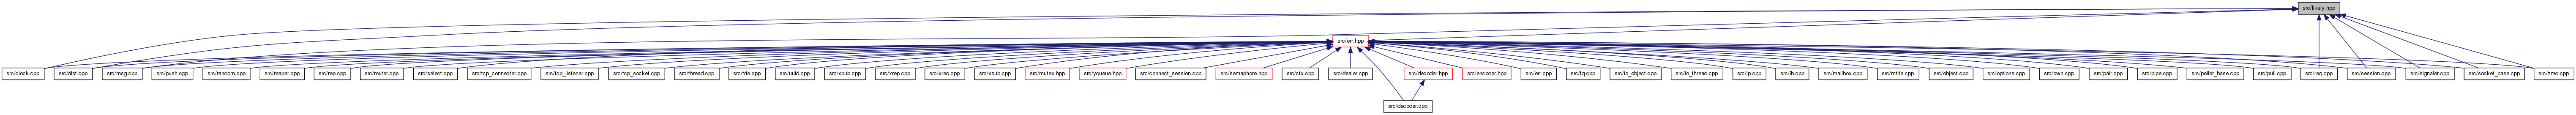 src/likely.hpp
src/err.hpp
src/clock.cpp
src/dist.cpp
src/msg.cpp
src/push.cpp
src/random.cpp
src/reaper.cpp
src/rep.cpp
src/router.cpp
src/select.cpp
src/tcp_connecter.cpp
src/tcp_listener.cpp
src/tcp_socket.cpp
src/thread.cpp
src/trie.cpp
src/uuid.cpp
src/xpub.cpp
src/xrep.cpp
src/xreq.cpp
src/xsub.cpp
src/mutex.hpp
src/yqueue.hpp
src/connect_session.cpp
src/semaphore.hpp
src/ctx.cpp
src/dealer.cpp
src/decoder.hpp
src/encoder.hpp
src/err.cpp
src/fq.cpp
src/io_object.cpp
src/io_thread.cpp
src/ip.cpp
src/lb.cpp
src/mailbox.cpp
src/mtrie.cpp
src/object.cpp
src/options.cpp
src/own.cpp
src/pair.cpp
src/pipe.cpp
src/poller_base.cpp
src/pull.cpp
src/req.cpp
src/session.cpp
src/signaler.cpp
src/socket_base.cpp
src/zmq.cpp
src/decoder.cpp